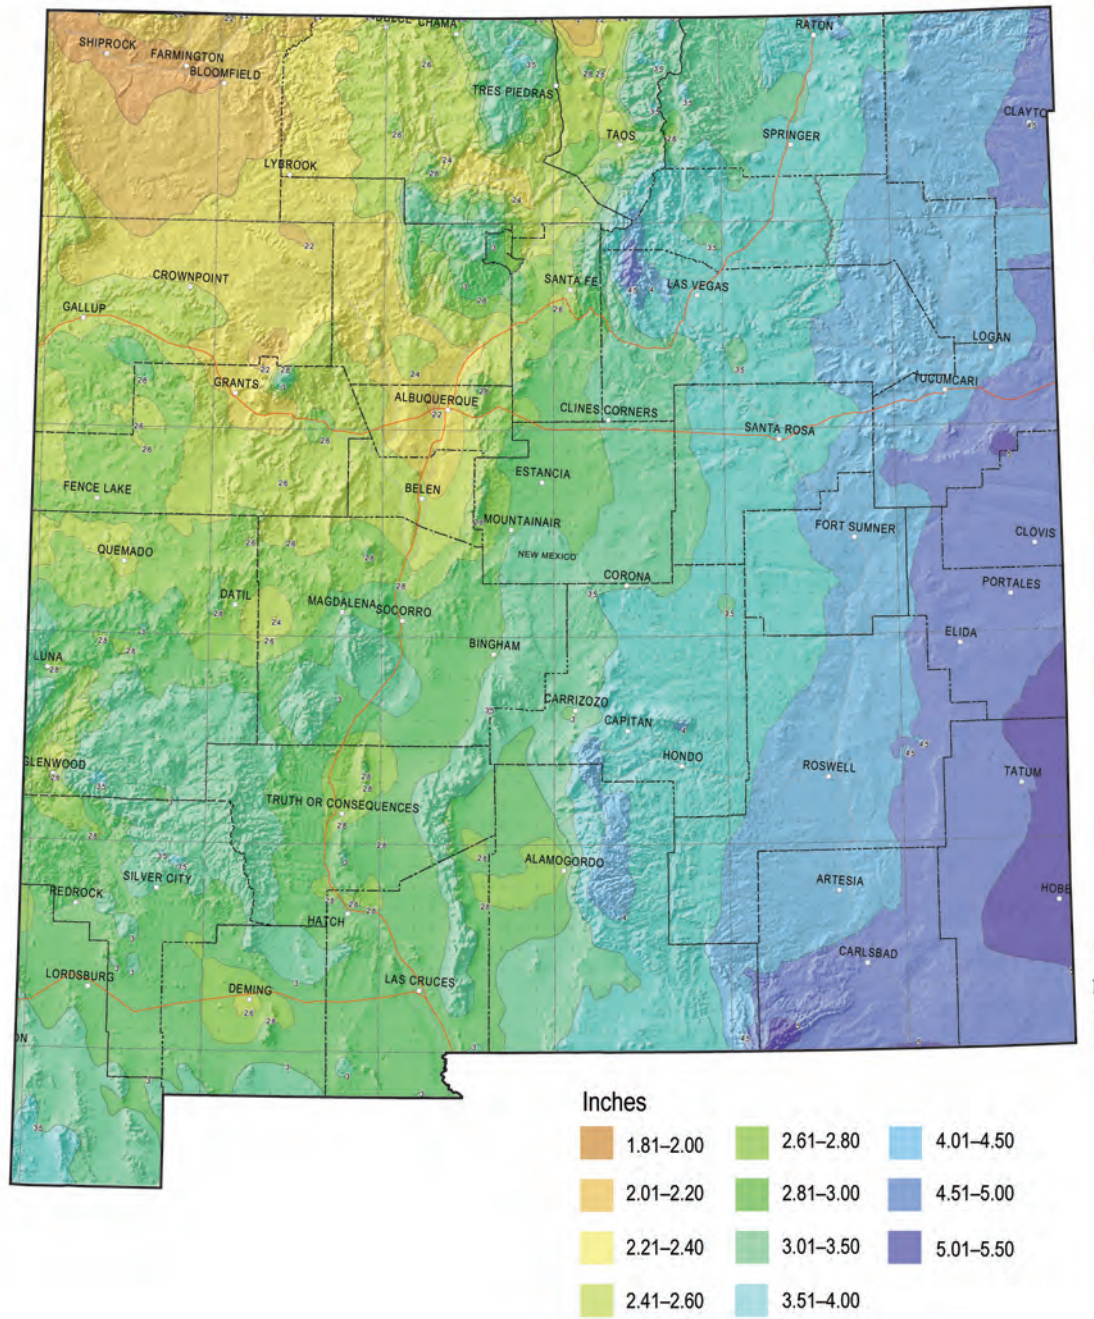 DULCE CHAMA
RATON
SHIPROCK
FARMINGTON
BLOOMFIELD
TRES PIEDRAS
CLAYTO
TAOS
SPRINGER
LYBROOK
CROWNPOINT
SANTA FE
LAS VEGAS
GALLUP
LOGAN
GRANTS
ALBUQUERQUE
TUCUMCARI
CLINES CORNERS
SANTA ROSA
ESTANCIA
FENCE LAKE
BELEN
MOUNTAINAIR
FORT SUMNER
CLOVIS
QUEMADO
NEW MEXICO
CORONA
PORTALES
DATIL
MAGDALENA
SOCORRO
ELIDA
LUNA
BINGHAM
CARRIZOZO
CAPITAN
HONDO
GLENWOOD
ROSWELL
TATUM
TRUTH OR CONSEQUENCES
ALAMOGORDO
SILVER CITY
ARTESIA
REDROCK
HOBB
HATCH
CARLSBAD
LORDSBURG
DEMING
LAS CRUCES
ON
Inches
1.81–2.00
2.61–2.80
4.01–4.50
2.01–2.20
2.81–3.00
4.51–5.00
2.21–2.40
3.01–3.50
5.01–5.50
2.41–2.60
3.51–4.00